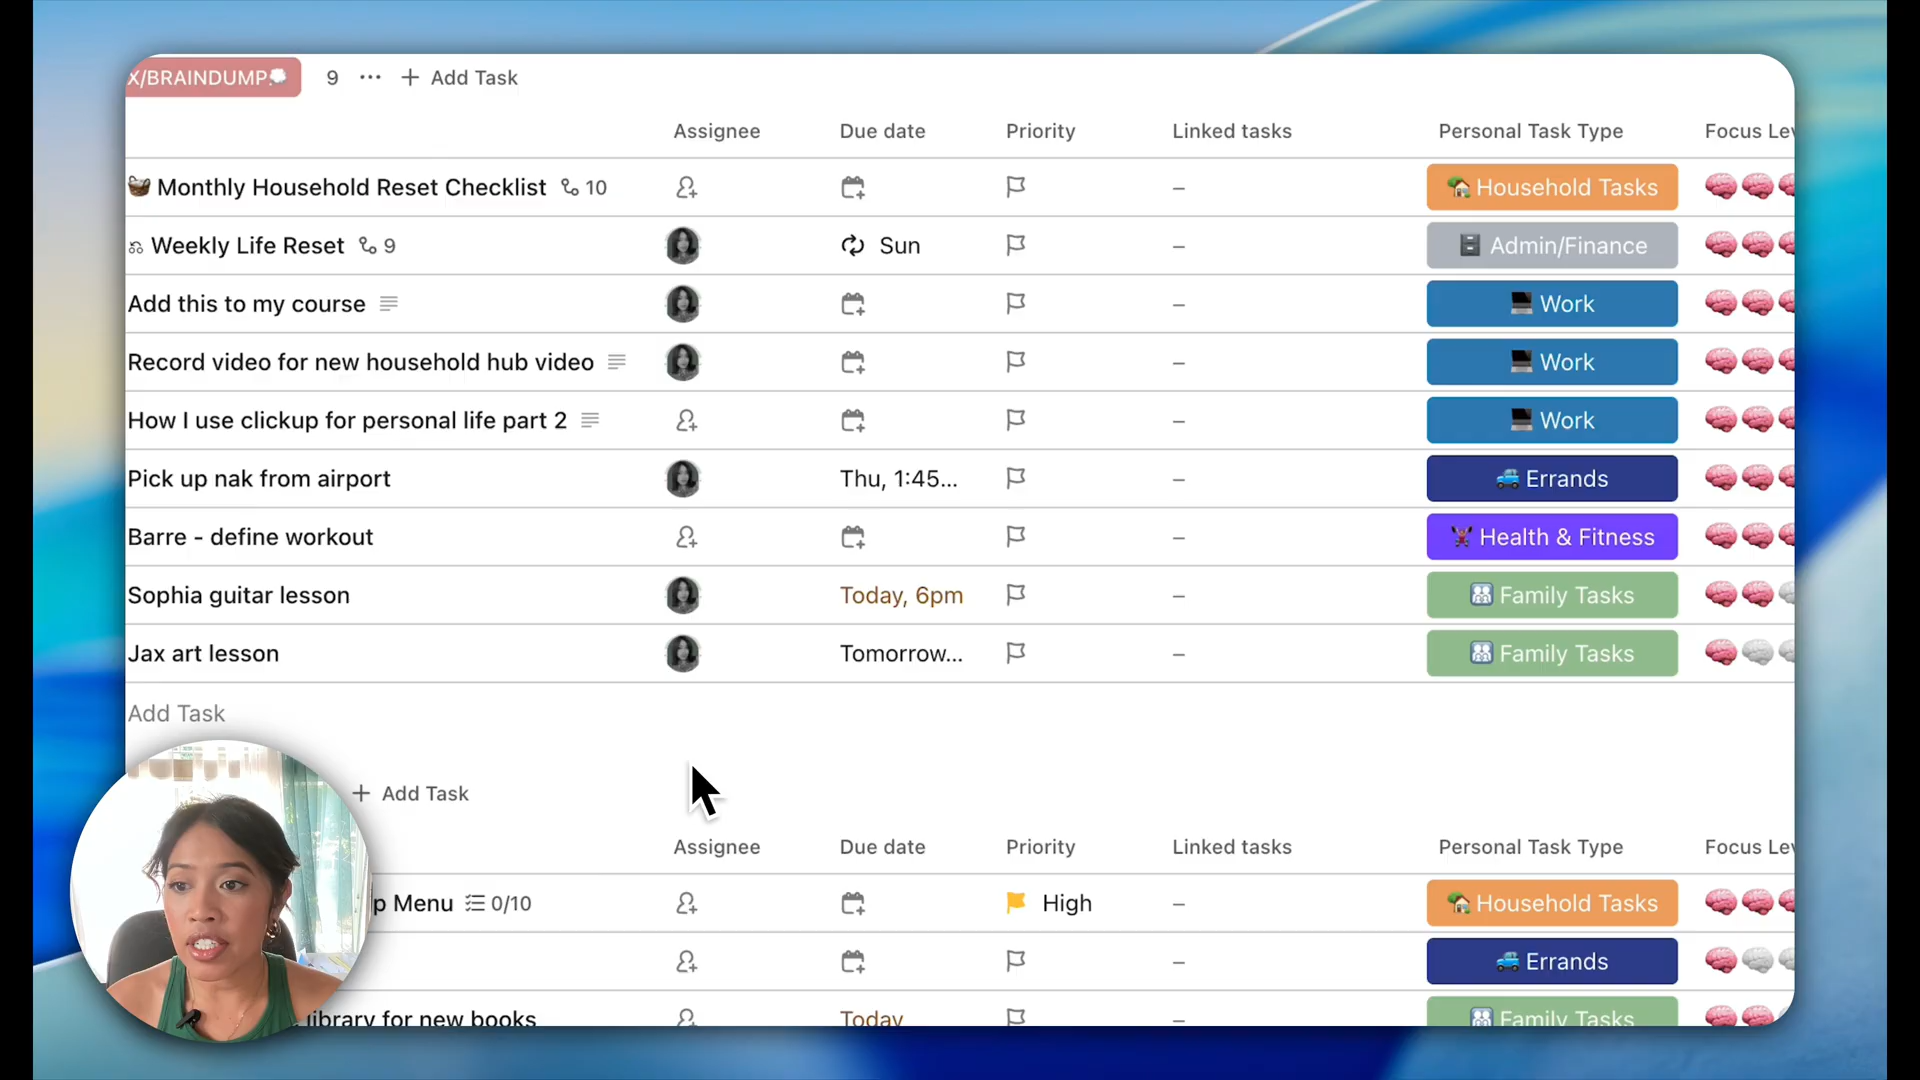 X/BRAINDUMP 9 ... + Add Task
Assignee Due date Priority Linked tasks Personal Task Type Focus Lev
Monthly Household Reset Checklist 10 – Household Tasks
Weekly Life Reset 9 Sun – Admin/Finance
Add this to my course – Work
Record video for new household hub video – Work
How I use clickup for personal life part 2 – Work
Pick up nak from airport Thu, 1:45... – Errands
Barre - define workout – Health & Fitness
Sophia guitar lesson Today, 6pm – Family Tasks
Jax art lesson Tomorrow... – Family Tasks
Add Task
+ Add Task
Assignee Due date Priority Linked tasks Personal Task Type Focus Lev
p Menu 0/10 High – Household Tasks
– Errands
library for new books Today – Family Tasks